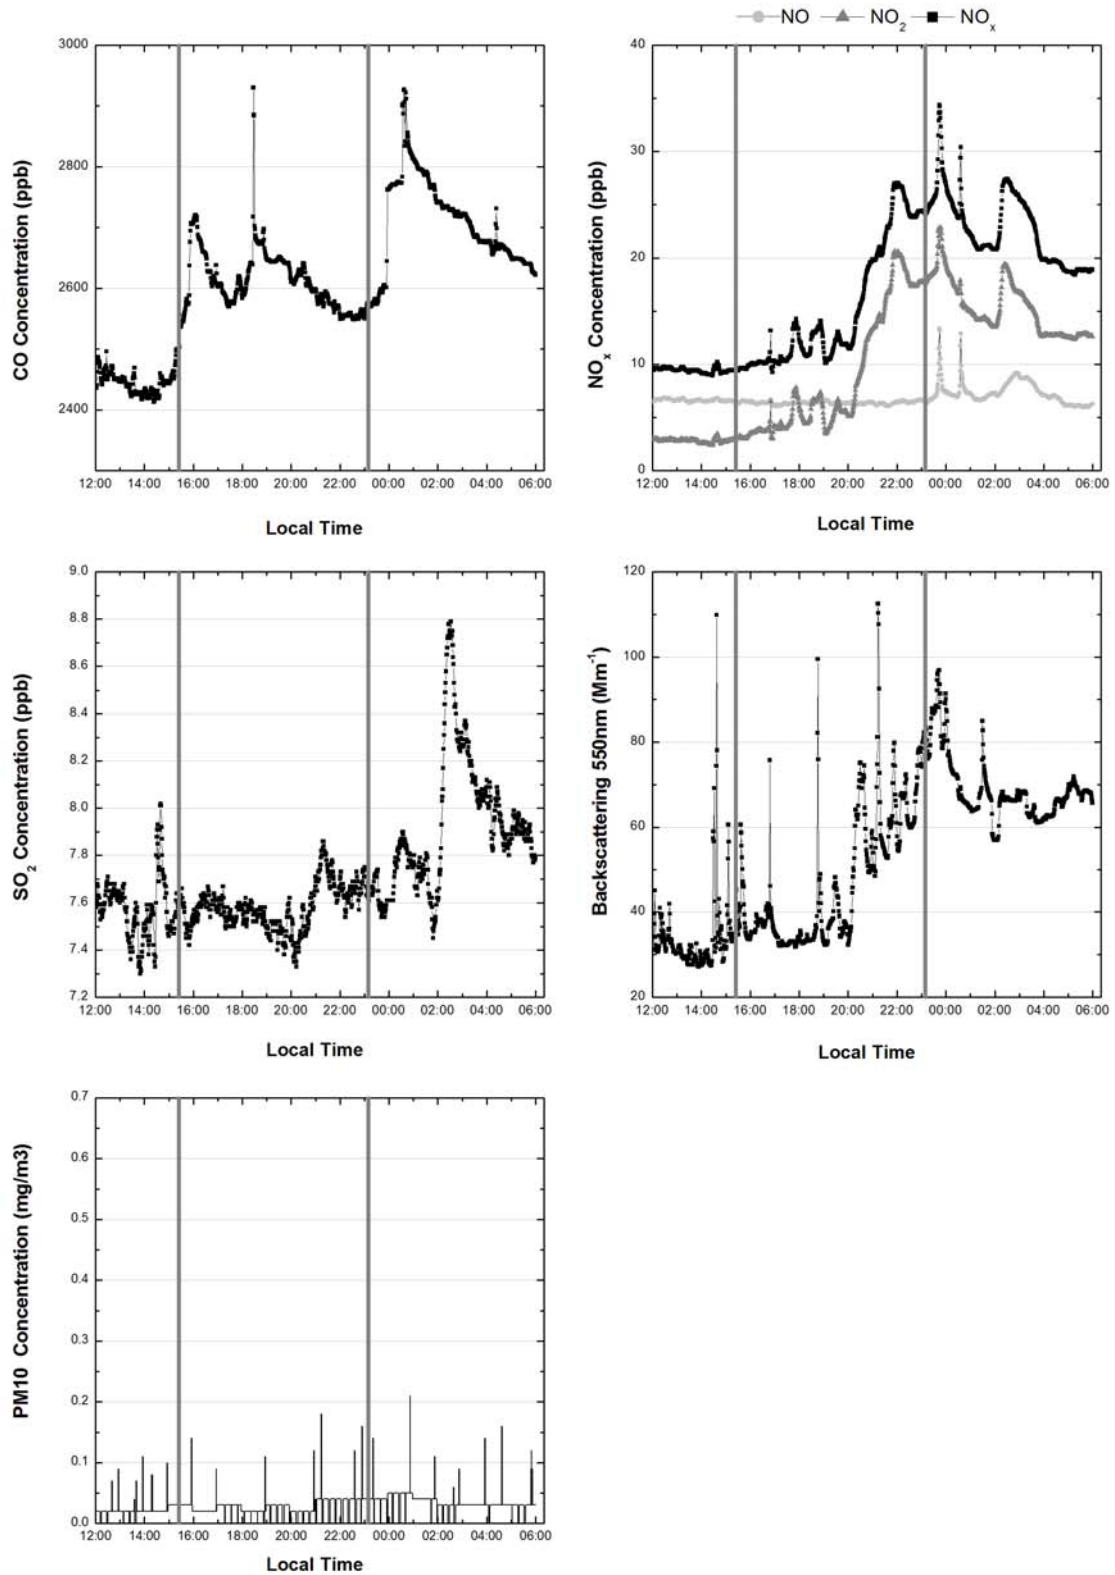 NO NO₂ NOₓ
CO Concentration (ppb)
3000
2800
2600
2400
12:00 14:00 16:00 18:00 20:00 22:00 00:00 02:00 04:00 06:00
Local Time
NOₓ Concentration (ppb)
40
30
20
10
0
12:00 14:00 16:00 18:00 20:00 22:00 00:00 02:00 04:00 06:00
Local Time
SO₂ Concentration (ppb)
9.0
8.8
8.6
8.4
8.2
8.0
7.8
7.6
7.4
7.2
12:00 14:00 16:00 18:00 20:00 22:00 00:00 02:00 04:00 06:00
Local Time
Backscattering 550nm (Mm⁻¹)
120
100
80
60
40
20
12:00 14:00 16:00 18:00 20:00 22:00 00:00 02:00 04:00 06:00
Local Time
PM10 Concentration (mg/m3)
0.7
0.6
0.5
0.4
0.3
0.2
0.1
0.0
12:00 14:00 16:00 18:00 20:00 22:00 00:00 02:00 04:00 06:00
Local Time